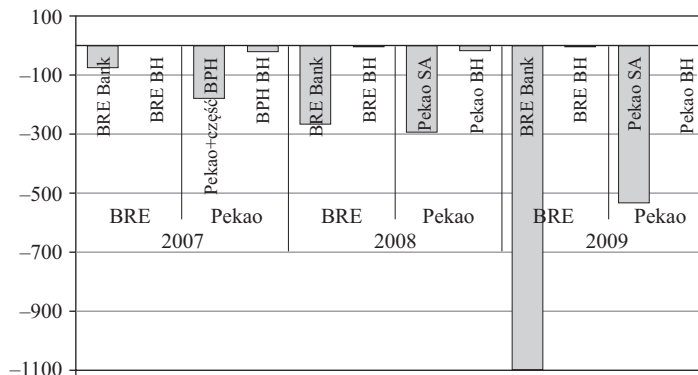 100
–100
–300
–500
–700
–900
–1100
BRE Bank
BRE BH
Pekao+część BPH
BPH BH
BRE Bank
BRE BH
Pekao SA
Pekao BH
BRE Bank
BRE BH
Pekao SA
Pekao BH
BRE Pekao BRE Pekao BRE Pekao
2007 2008 2009